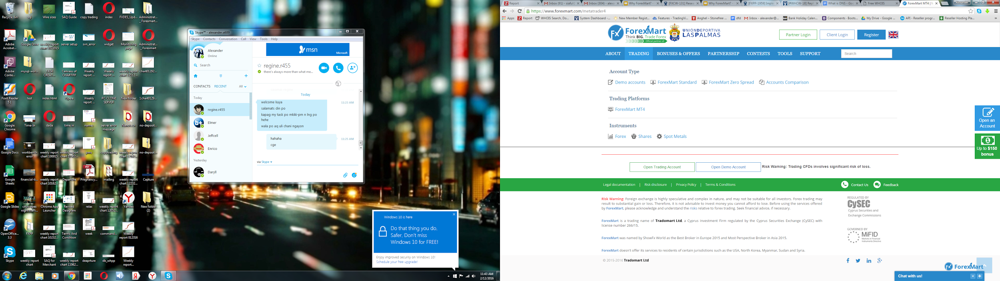 Recycle Bin
sql
Wire sizes
SAQ Guide
copy trading
index
FXDES_Upd...
Administrat... _Forexmart...
Adobe Acrobat...
Google Drive
weekly report chart 1022015
server setup
svn_error
widget
Monitoring page
Administrat... _Forexmart
Adobe Conte...
mysql-wor...
TASK CREAT...
Canvass of CHARTPP
Weekly report ...
Weekly report ...
weekly report chart 12112...
chart01292...
Foxit Reader 5.1
test
index.html
Opera
Weekly report ...
PC CLONE SERVER
New folder
1chart0129...
Google Chrome
Time-In
dada
time in
names
server error message
Nanotech
no-deposit...
Google Docs
workbench error
weekly report chart 100915
weekly report chart 10302...
pms
copytrading
weekly report chart 12182...
no-deposit...
Google Sheets
financial-ti...
weekly report chart 10162...
Departure
Pregnancy...
mailing
weekly report chart 12232...
Capture
Google Slides
cityscapes night traffi...
Chrome App Launcher
Revised Daiagram
relax
weekly report chart 12052...
Yandex
New folder (2)
OpenOffice... 3.3
FXPP
weekly report chart 10232...
Terms And Condition
week
command...
Weekly report 012316
Skype
weekly report chart
SAQ for Merchant
weekly report chart 11062...
deaprture
db_whpp
Weekly report...
Skype™ - alexander.a689
Skype Contacts Conversation Call View Tools Help
Alexander
Online
Search
CONTACTS RECENT All
Today
regine.r455
Elmer
Jeffcell
Enrico
Yesterday
Daryll
msn
Microsoft
regine.r455
there's always more than what me...
Today
welcome kuya 11:23 AM
salamats din po
kapag my task po mkiki-pm n lng po
hehe
wala po aq uli chani ngayon
hahaha 11:25 AM
cge
via Skype
Windows 10 is here
Do that thing you do.
Safer, Don't miss
Windows 10 for FREE!
Enjoy improved security on Windows 10!
Schedule your free upgrade!
11:43 AM
2/12/2016
Report
Inbox (91) - siaful
Inbox (304) - alexa
Why ForexMart? -
[FXCW-131] Resea
Why ForexMart? -
[FXPP-1959] Imple
[#WHCW-18] Repl
What is DNS - Goo
Free WHOIS
ForexMart MT4 | M
Alexander
https://www.forexmart.com/metatrader4
Apps Report WHOIS Search, Do... System Dashboard -... New Member Regist... Features - TradingVi... Anghel – Stonefree ... dfd Inbox - alexander@... Bank Holiday Calen... Components · Boots... My Drive - Google ... API - Reseller progr... Reseller Hosting Pla...
ForexMart
Think BIG. Trade Forex
Official partner of
UNIÓNDEPORTIVA
LASPALMAS
Partner Login
Client Login
Register
ABOUT TRADING BONUSES & OFFERS PARTNERSHIP CONTESTS TOOLS SUPPORT
Search
Account Type
Demo accounts ForexMart Standard ForexMart Zero Spread Accounts Comparison
Trading Platforms
ForexMart MT4
Instruments
Forex Shares Spot Metals
Open an
Account
Up to $150
bonus
Open Trading Account
Open Demo Account
Risk Warning: Trading CFDs involves significant risk of loss.
Legal documentation | Risk disclosure | Privacy Policy | Terms & Conditions
Contact Us Feedback
Risk Warning: Foreign exchange is highly speculative and complex in nature, and may not be suitable for all investors. Forex trading may
result to substantial gain or loss. Therefore, it is not advisable to invest money you cannot afford to lose. Before using the services offered
by ForexMart, please acknowledge and understand the risks relative to forex trading. Seek financial advice, if necessary.
ForexMart is a trading name of Tradomart Ltd, a Cyprus Investment Firm regulated by the Cyprus Securities Exchange (CySEC) with
license number 266/15.
ForexMart was named by ShowFx World as the Best Broker in Europe 2015 and Most Perspective Broker in Asia 2015.
ForexMart doesn't offer its services to residents of certain jurisdictions such as the USA, North Korea, Myanmar, Sudan and Syria.
REGULATED BY
CySEC
Cyprus Securities and
Exchange Commissions
GOVERNED BY
MiFID
Markets in Financial
Instruments Directive
© 2015-2016 Tradomart Ltd
ForexMart
Chat with us!